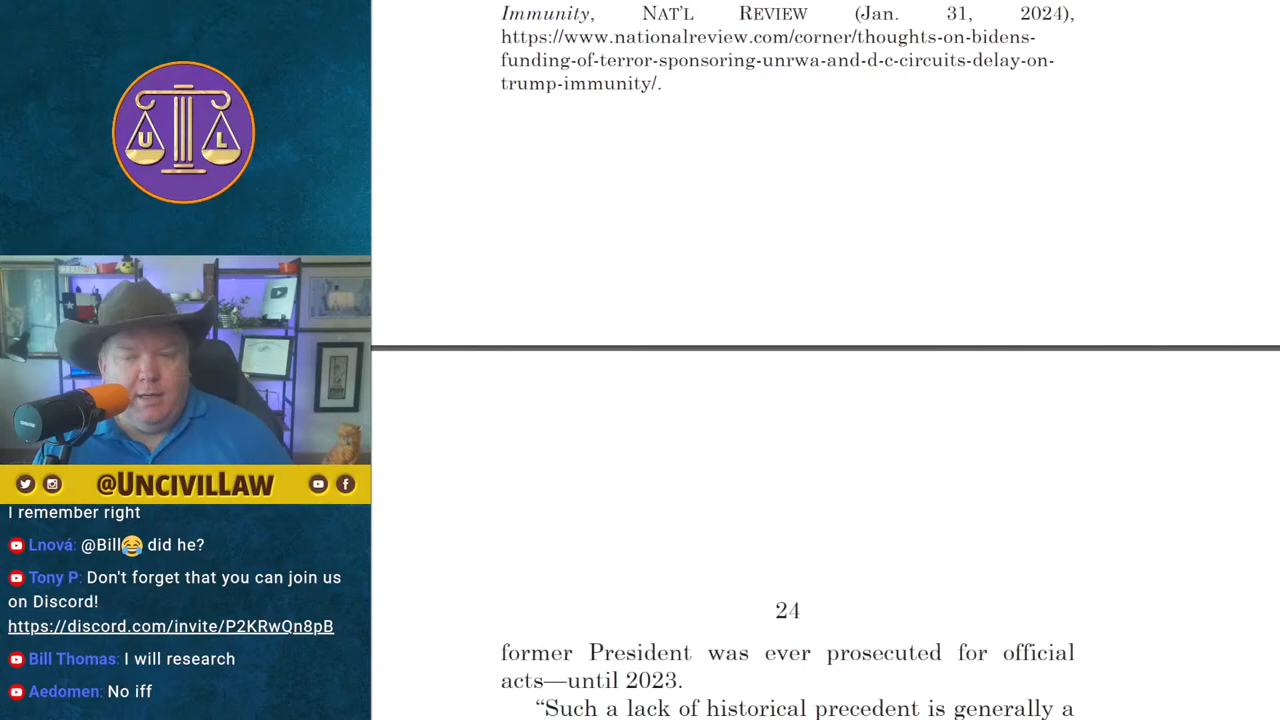 Immunity, NAT'L REVIEW (Jan. 31, 2024),
https://www.nationalreview.com/corner/thoughts-on-bidens-
funding-of-terror-sponsoring-unrwa-and-d-c-circuits-delay-on-
trump-immunity/.
U L
@UNCIVILLAW
I remember right
Lnová: @Bill😂 did he?
Tony P: Don't forget that you can join us
on Discord!
https://discord.com/invite/P2KRwQn8pB
Bill Thomas: I will research
Aedomen: No iff
24
former President was ever prosecuted for official
acts—until 2023.
“Such a lack of historical precedent is generally a